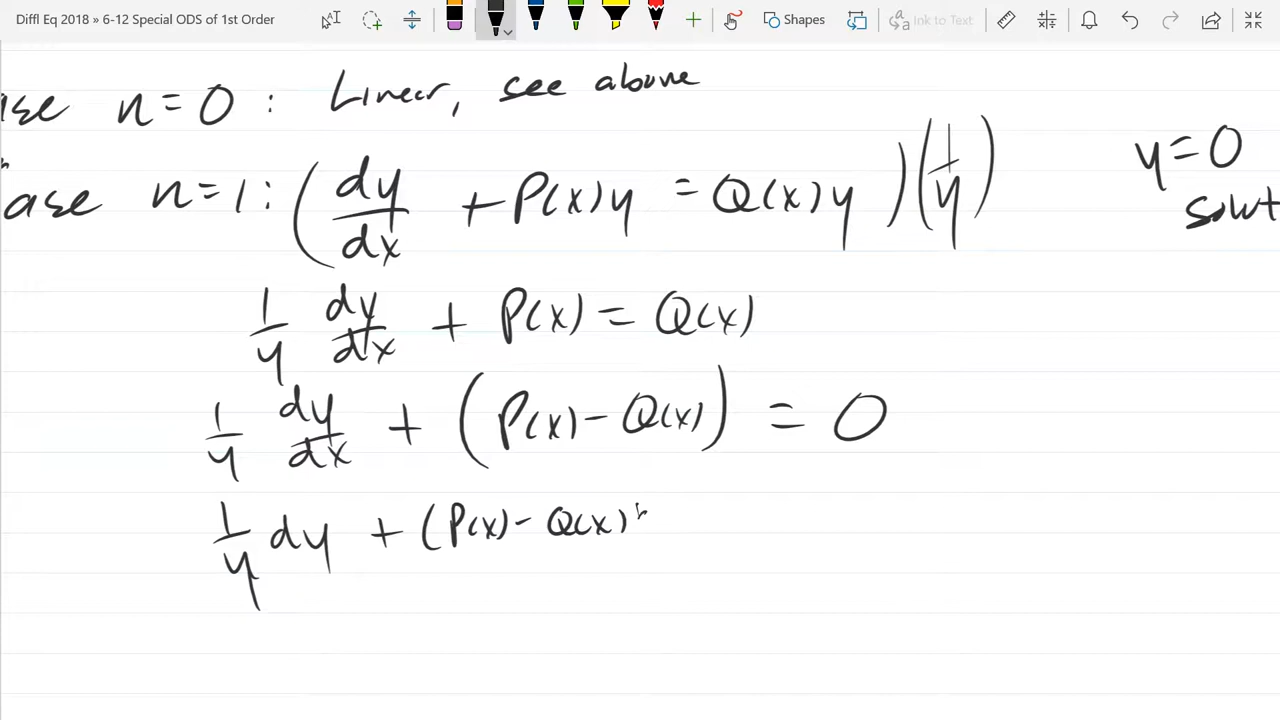 Diffl Eq 2018 » 6-12 Special ODS of 1st Order
Shapes
Ink to Text
ase n=0 : Linear, see above
ase n=1: (dy/dx + P(x)y = Q(x)y)(1/y)
y=0
1/y dy/dx + P(x) = Q(x)
1/y dy/dx + (P(x) - Q(x)) = 0
1/y dy + (P(x) - Q(x)